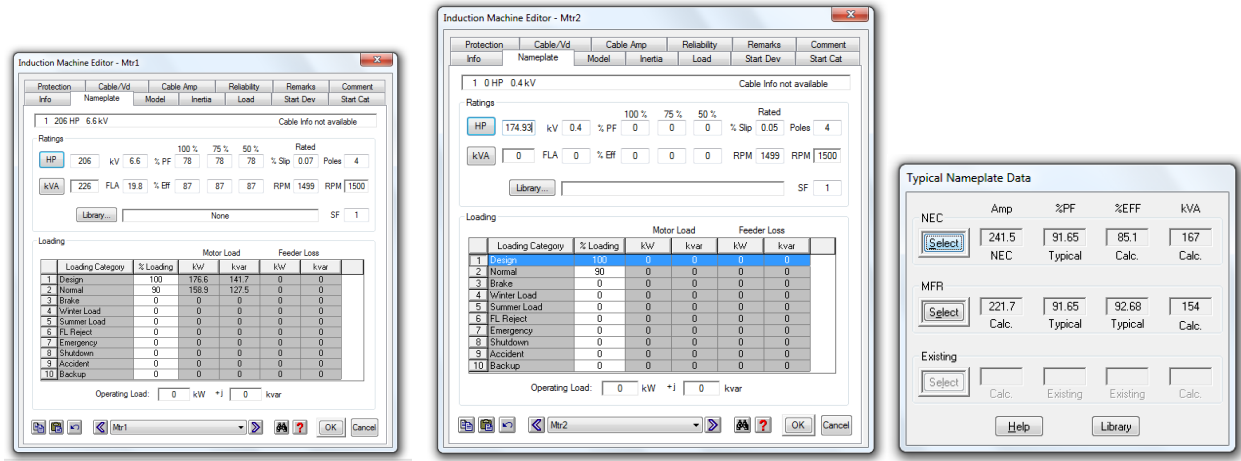 Induction Machine Editor - Mtr1
Protection Cable/Vd Cable Amp Reliability Remarks Comment
Info Nameplate Model Inertia Load Start Dev Start Cat
1 206 HP 6.6 kV Cable Info not available
Ratings
100 % 75 % 50 % Rated
HP 206 kV 6.6 % PF 78 78 78 % Slip 0.07 Poles 4
kVA 226 FLA 19.8 % Eff 87 87 87 RPM 1499 RPM 1500
Library... None SF 1
Loading
Motor Load Feeder Loss
Loading Category % Loading kW kvar kW kvar
1 Design 100 176.6 141.7 0 0
2 Normal 90 158.9 127.5 0 0
3 Brake 0 0 0 0 0
4 Winter Load 0 0 0 0 0
5 Summer Load 0 0 0 0 0
6 FL Reject 0 0 0 0 0
7 Emergency 0 0 0 0 0
8 Shutdown 0 0 0 0 0
9 Accident 0 0 0 0 0
10 Backup 0 0 0 0 0
Operating Load: 0 kW +j 0 kvar
Mtr1 OK Cancel
Induction Machine Editor - Mtr2
Protection Cable/Vd Cable Amp Reliability Remarks Comment
Info Nameplate Model Inertia Load Start Dev Start Cat
1 0 HP 0.4 kV Cable Info not available
Ratings
100 % 75 % 50 % Rated
HP 174.93 kV 0.4 % PF 0 0 0 % Slip 0.05 Poles 4
kVA 0 FLA 0 % Eff 0 0 0 RPM 1499 RPM 1500
Library... SF 1
Loading
Motor Load Feeder Loss
Loading Category % Loading kW kvar kW kvar
1 Design 100 0 0 0 0
2 Normal 90 0 0 0 0
3 Brake 0 0 0 0 0
4 Winter Load 0 0 0 0 0
5 Summer Load 0 0 0 0 0
6 FL Reject 0 0 0 0 0
7 Emergency 0 0 0 0 0
8 Shutdown 0 0 0 0 0
9 Accident 0 0 0 0 0
10 Backup 0 0 0 0 0
Operating Load: 0 kW +j 0 kvar
Mtr2 OK Cancel
Typical Nameplate Data
Amp %PF %EFF kVA
NEC
Select 241.5 91.65 85.1 167
NEC Typical Calc. Calc.
MFR
Select 221.7 91.65 92.68 154
Calc. Typical Typical Calc.
Existing
Select
Calc. Existing Existing Calc.
Help Library